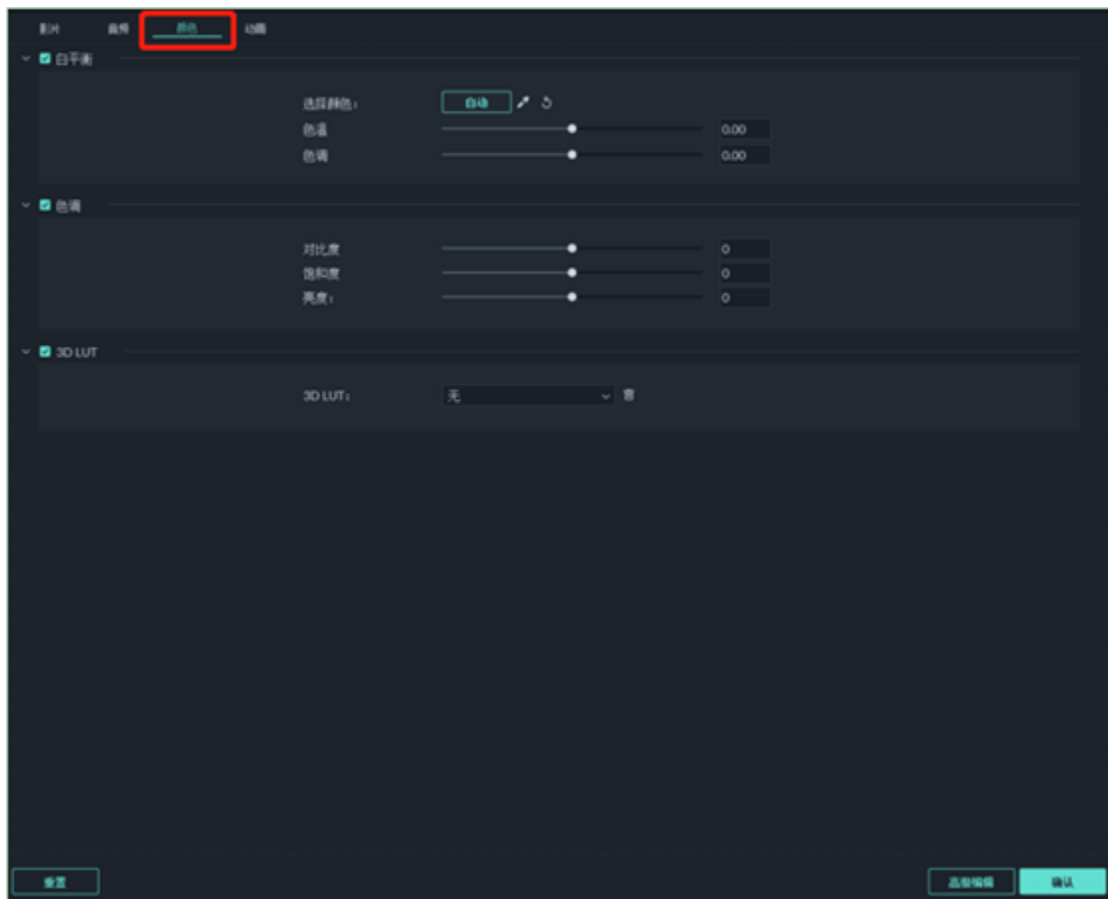 影片 音频 颜色 动画
白平衡
选择颜色： 自动
色温 0.00
色调 0.00
色调
对比度 0
饱和度 0
亮度： 0
3D LUT
3D LUT： 无
重置 高级编辑 确认